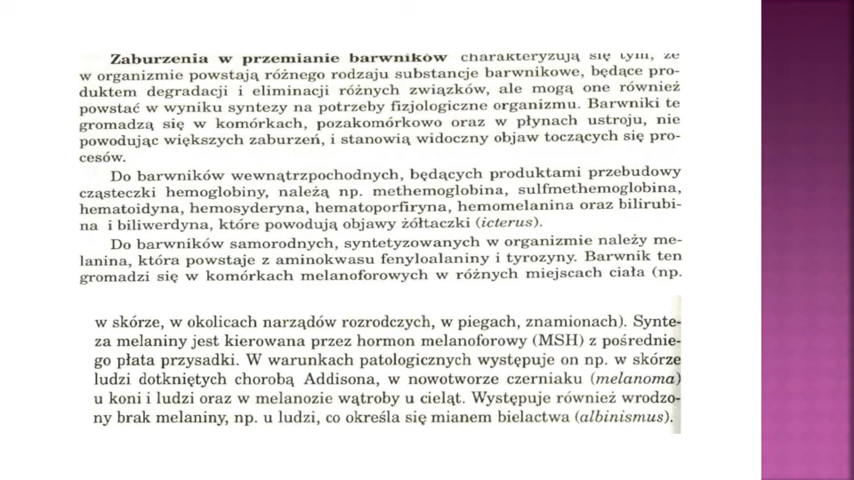 Zaburzenia w przemianie barwników charakteryzują się tym, że
w organizmie powstają różnego rodzaju substancje barwnikowe, będące pro-
duktem degradacji i eliminacji różnych związków, ale mogą one również
powstać w wyniku syntezy na potrzeby fizjologiczne organizmu. Barwniki te
gromadzą się w komórkach, pozakomórkowo oraz w płynach ustroju, nie
powodując większych zaburzeń, i stanowią widoczny objaw toczących się pro-
cesów.
Do barwników wewnątrzpochodnych, będących produktami przebudowy
cząsteczki hemoglobiny, należą np. methemoglobina, sulfmethemoglobina,
hematoidyna, hemosyderyna, hematoporfiryna, hemomelanina oraz bilirubi-
na i biliwerdyna, które powodują objawy żółtaczki (icterus).
Do barwników samorodnych, syntetyzowanych w organizmie należy me-
lanina, która powstaje z aminokwasu fenyloalaniny i tyrozyny. Barwnik ten
gromadzi się w komórkach melanoforowych w różnych miejscach ciała (np.
w skórze, w okolicach narządów rozrodczych, w piegach, znamionach). Synte-
za melaniny jest kierowana przez hormon melanoforowy (MSH) z pośrednie-
go płata przysadki. W warunkach patologicznych występuje on np. w skórze
ludzi dotkniętych chorobą Addisona, w nowotworze czerniaku (melanoma)
u koni i ludzi oraz w melanozie wątroby u cieląt. Występuje również wrodzo-
ny brak melaniny, np. u ludzi, co określa się mianem bielactwa (albinismus).